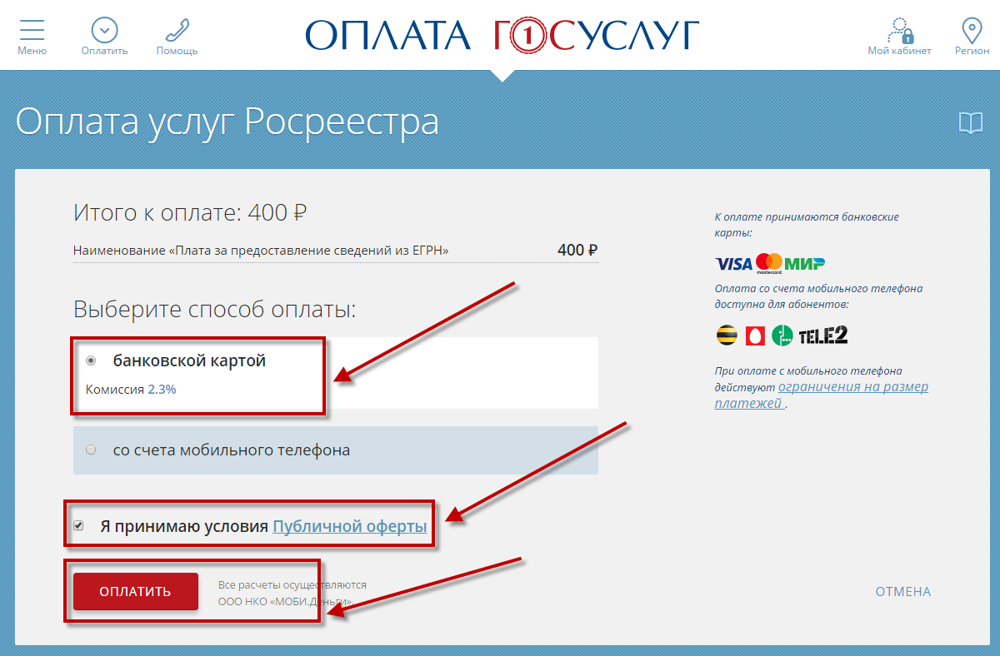 Меню
Оплатить
Помощь
ОПЛАТА ГОСУСЛУГ
1
Мой кабинет
Регион
Оплата услуг Росреестра
Итого к оплате: 400 ₽
Наименование «Плата за предоставление сведений из ЕГРН» 400 ₽
Выберите способ оплаты:
банковской картой
Комиссия 2.3%
со счета мобильного телефона
Я принимаю условия Публичной оферты
ОПЛАТИТЬ
Все расчеты осуществляются
ООО НКО «МОБИ.Деньги».
ОТМЕНА
К оплате принимаются банковские
карты:
VISA mastercard МИР
Оплата со счета мобильного телефона
доступна для абонентов:
TELE2
При оплате с мобильного телефона
действуют ограничения на размер
платежей .